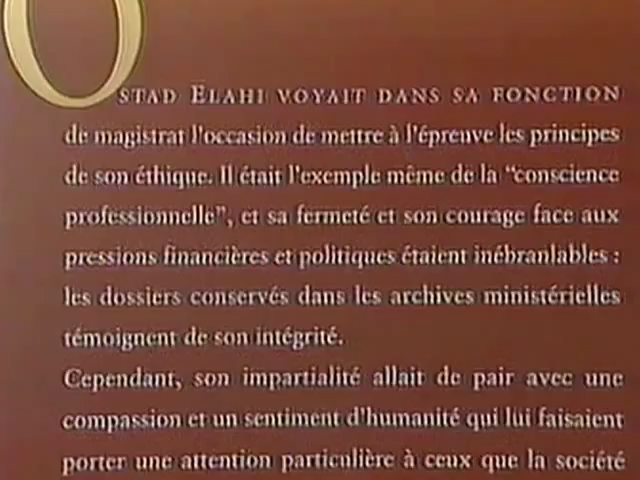 OSTAD ELAHI VOYAIT DANS SA FONCTION
de magistrat l'occasion de mettre à l'épreuve les principes
de son éthique. Il était l'exemple même de la "conscience
professionnelle", et sa fermeté et son courage face aux
pressions financières et politiques étaient inébranlables :
les dossiers conservés dans les archives ministérielles
témoignent de son intégrité.
Cependant, son impartialité allait de pair avec une
compassion et un sentiment d'humanité qui lui faisaient
porter une attention particulière à ceux que la société